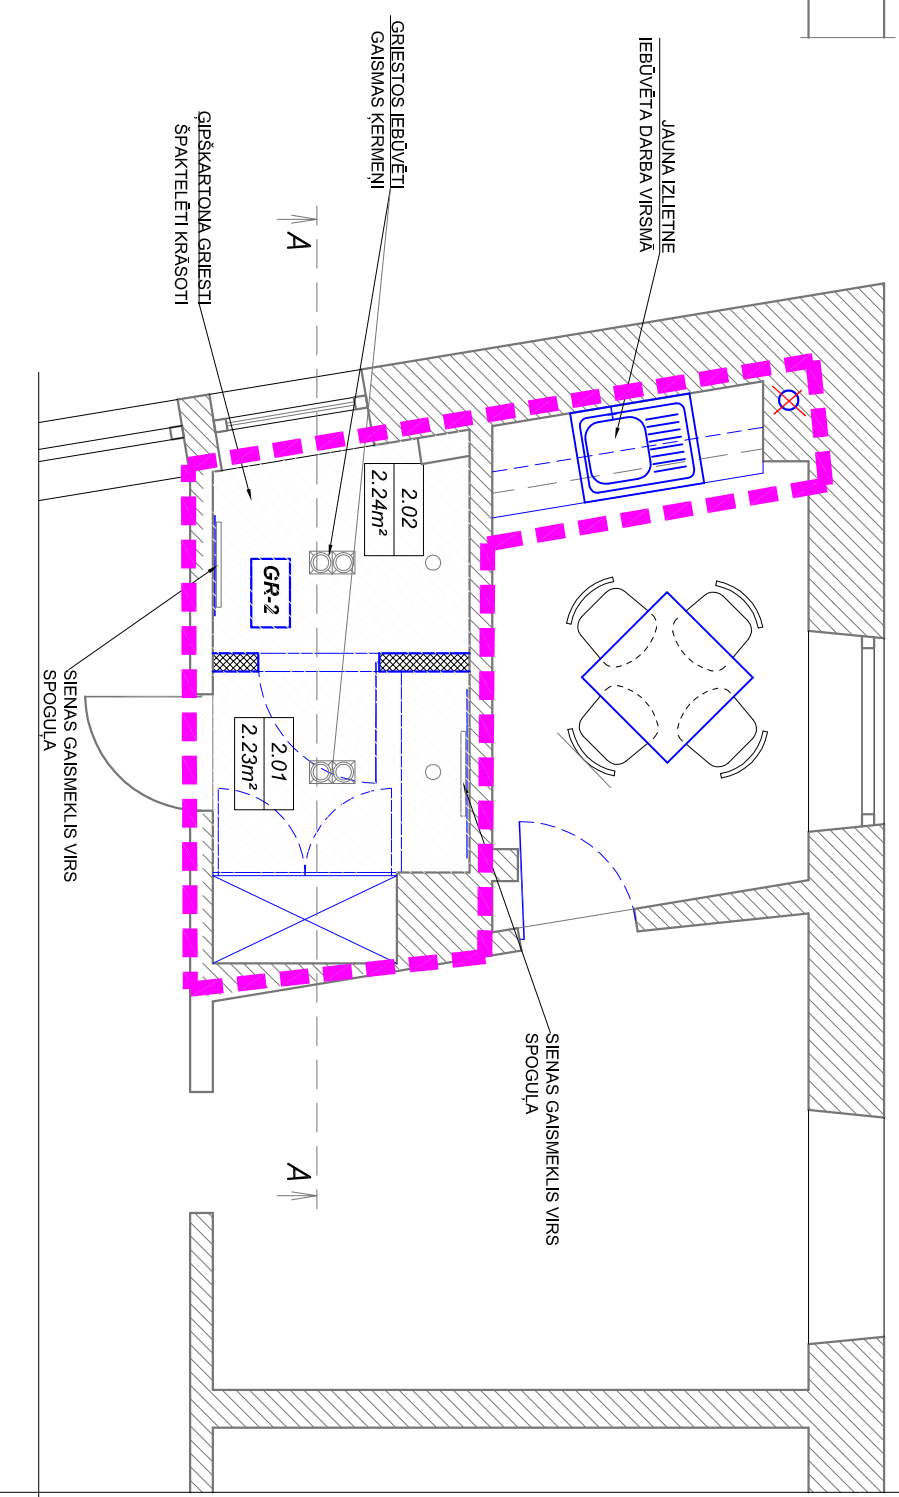 JAUNA IZLIETNE
IEBŪVĒTA DARBA VIRSMĀ
GRIESTOS IEBŪVĒTI
GAISMAS ĶERMEŅI
ĢIPŠKARTONA GRIESTI
ŠPAKTELĒTI KRĀSOTI
A
2.02
2.24m²
GR-2
SIENAS GAISMEKLIS VIRS
SPOGUĻA
2.01
2.23m²
SIENAS GAISMEKLIS VIRS
SPOGUĻA
A